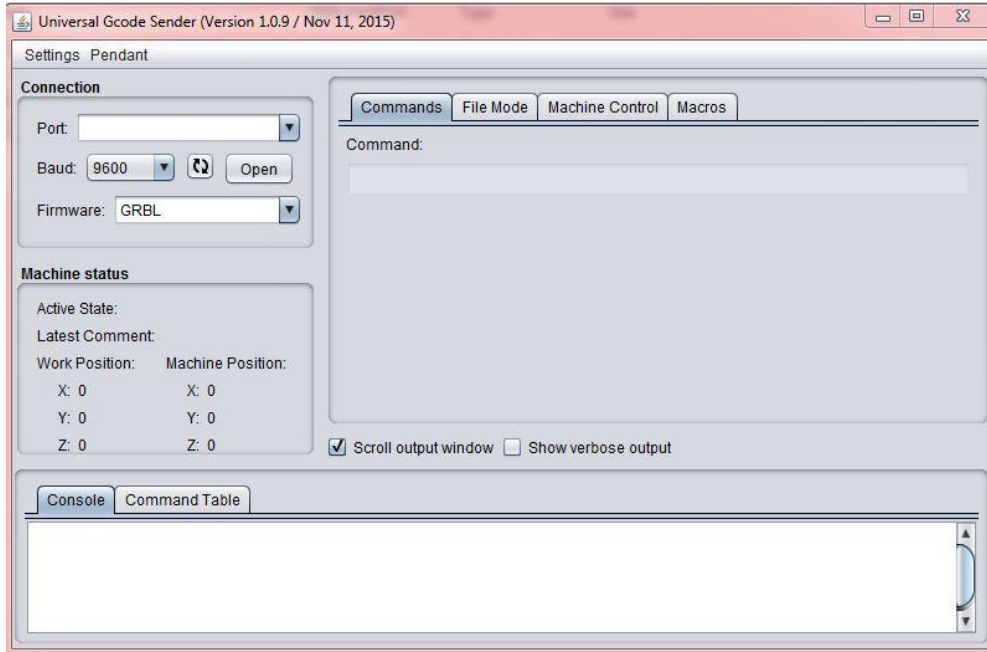 Universal Gcode Sender (Version 1.0.9 / Nov 11, 2015)
Settings Pendant
Connection
Port:
Baud: 9600 Open
Firmware: GRBL
Machine status
Active State:
Latest Comment:
Work Position: Machine Position:
X: 0 X: 0
Y: 0 Y: 0
Z: 0 Z: 0
Commands File Mode Machine Control Macros
Command:
Scroll output window Show verbose output
Console Command Table